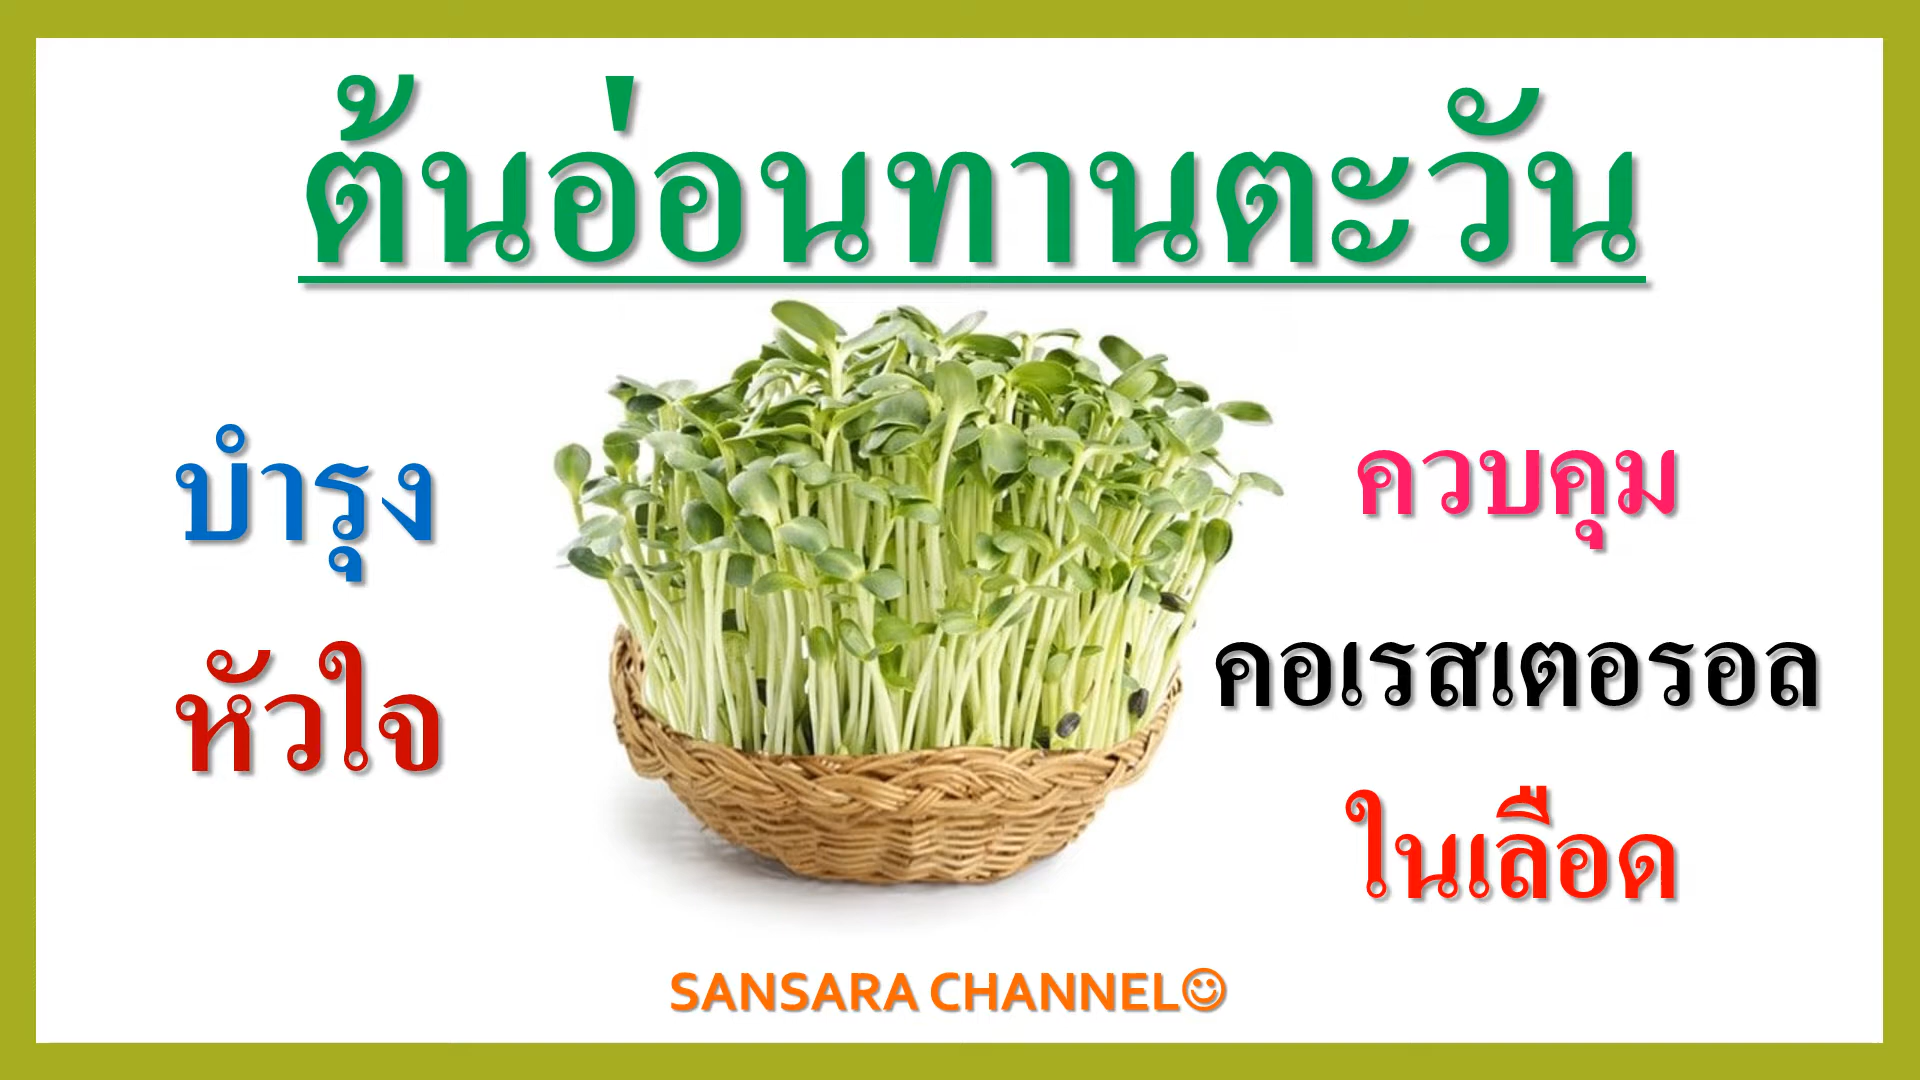 ต้นอ่อนทานตะวัน
บำรุง
หัวใจ
ควบคุม
คอเรสเตอรอล
ในเลือด
SANSARA CHANNEL☺